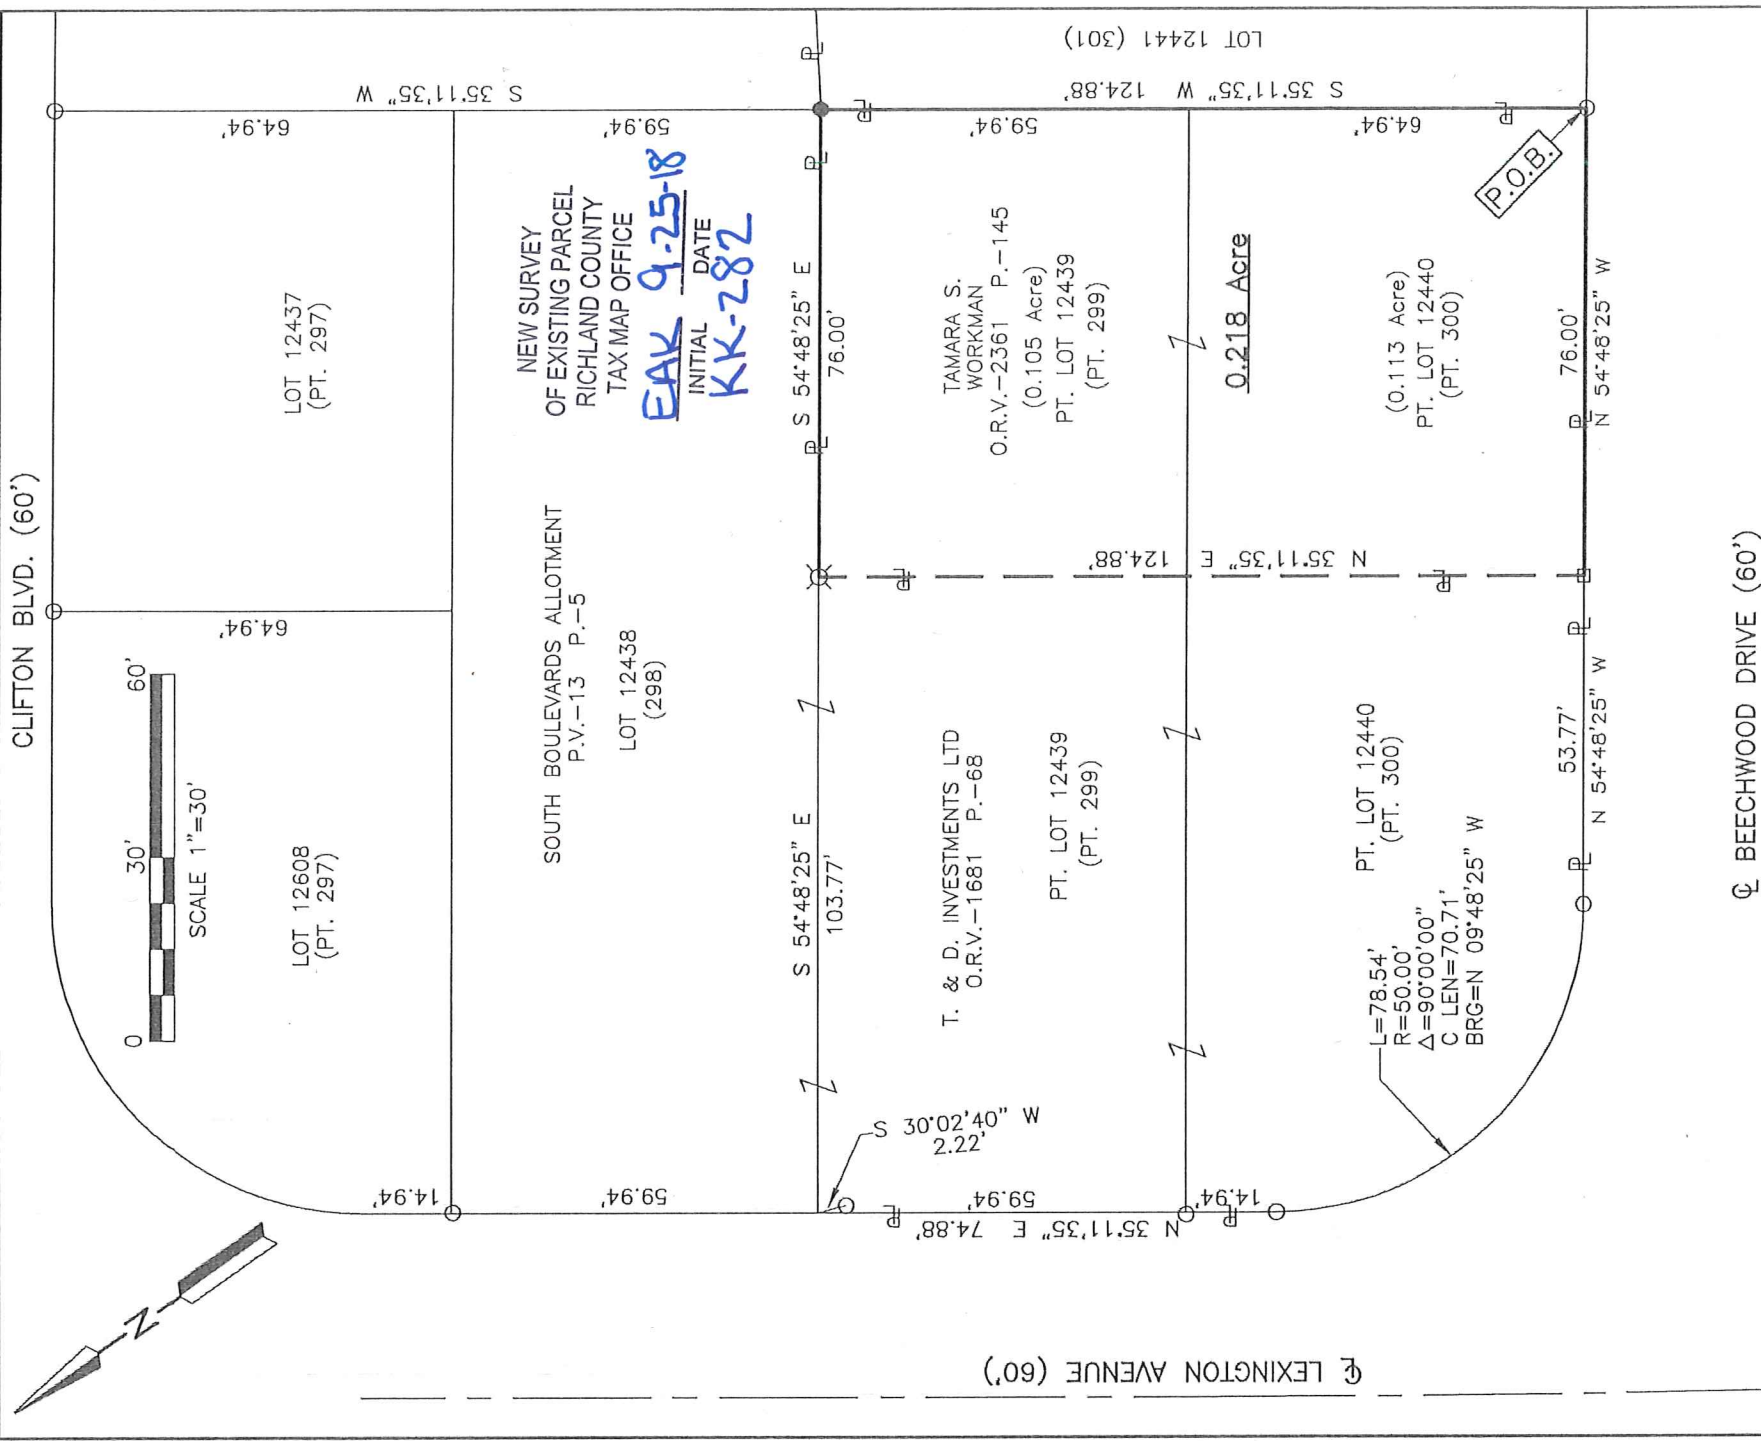 CLIFTON BLVD. (60')
S 35°11'35" W
64.94'
59.94'
LOT 12437
(PT. 297)
64.94'
0 30' 60'
SCALE 1"=30'
LOT 12608
(PT. 297)
NEW SURVEY
OF EXISTING PARCEL
RICHLAND COUNTY
TAX MAP OFFICE
EAK 9-25-18
INITIAL DATE
KK-282
SOUTH BOULEVARDS ALLOTMENT
P.V.-13 P.-5
LOT 12438
(298)
14.94'
59.94'
S 54°48'25" E
76.00'
S 54°48'25" E
103.77'
S 30°02'40" W
2.22'
LOT 12441 (301)
S 35°11'35" W 124.88'
59.94'
64.94'
P.O.B.
TAMARA S.
WORKMAN
O.R.V.-2361 P.-145
(0.105 Acre)
PT. LOT 12439
(PT. 299)
0.218 Acre
(0.113 Acre)
PT. LOT 12440
(PT. 300)
76.00'
N 54°48'25" W
N 35°11'35" E 124.88'
T. & D. INVESTMENTS LTD
O.R.V.-1681 P.-68
PT. LOT 12439
(PT. 299)
PT. LOT 12440
(PT. 300)
L=78.54'
R=50.00'
Δ=90°00'00"
C LEN=70.71'
BRG=N 09°48'25" W
53.77'
N 54°48'25" W
59.94'
14.94'
N 35°11'35" E 74.88'
N
℄ LEXINGTON AVENUE (60')
℄ BEECHWOOD DRIVE (60')